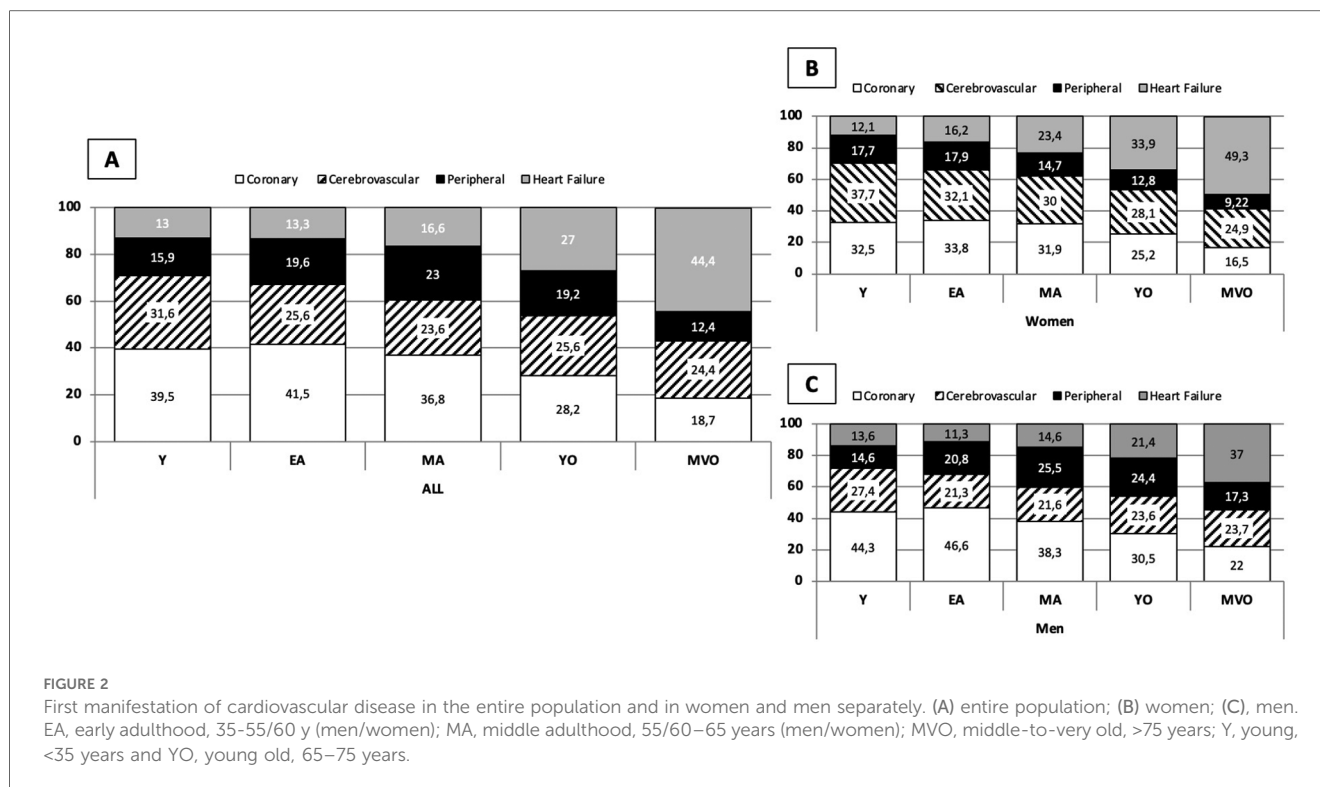 A
Coronary Cerebrovascular Peripheral Heart Failure
100
80
60
40
20
0
13 13,3 16,6 27 44,4
15,9 19,6 23 19,2 12,4
31,6 25,6 23,6 25,6 24,4
39,5 41,5 36,8 28,2 18,7
Y EA MA YO MVO
ALL
B
Coronary Cerebrovascular Peripheral Heart Failure
100
80
60
40
20
0
12,1 16,2 23,4 33,9 49,3
17,7 17,9 14,7 12,8 9,22
37,7 32,1 30 28,1 24,9
32,5 33,8 31,9 25,2 16,5
Y EA MA YO MVO
Women
C
Coronary Cerebrovascular Peripheral Heart Failure
100
80
60
40
20
0
13,6 11,3 14,6 21,4 37
14,6 20,8 25,5 24,4 17,3
27,4 21,3 21,6 23,6 23,7
44,3 46,6 38,3 30,5 22
Y EA MA YO MVO
Men
FIGURE 2
First manifestation of cardiovascular disease in the entire population and in women and men separately. (A) entire population; (B) women; (C), men.
EA, early adulthood, 35-55/60 y (men/women); MA, middle adulthood, 55/60–65 years (men/women); MVO, middle-to-very old, >75 years; Y, young,
<35 years and YO, young old, 65–75 years.